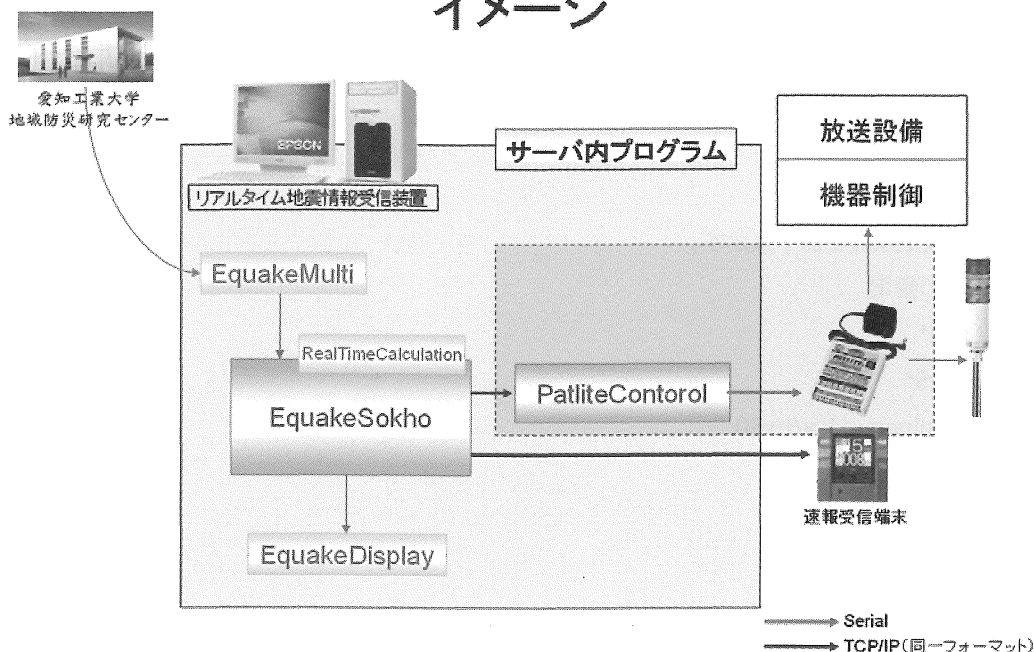 イメージ
愛知工業大学
地域防災研究センター
EPSON
サーバ内プログラム
リアルタイム地震情報受信装置
放送設備
機器制御
EquakeMulti
RealTimeCalculation
EquakeSokho
PatliteContorol
速報受信端末
EquakeDisplay
Serial
TCP/IP(同一フォーマット)